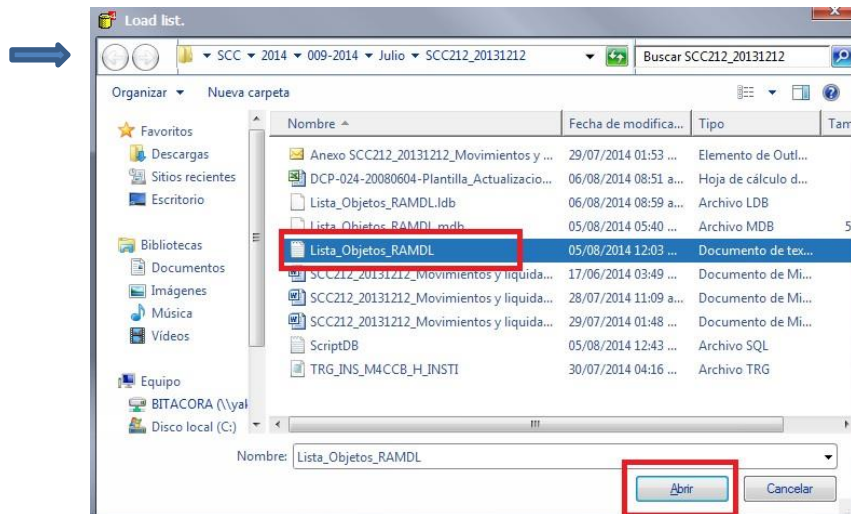 Load list.
SCC 2014 009-2014 Julio SCC212_20131212 Buscar SCC212_20131212
Organizar Nueva carpeta
Nombre Fecha de modifica... Tipo Tam
Favoritos
Descargas
Sitios recientes
Escritorio
Bibliotecas
Documentos
Imágenes
Música
Vídeos
Equipo
BITACORA (\\yak
Disco local (C:)
Anexo SCC212_20131212_Movimientos y ... 29/07/2014 01:53 ... Elemento de Outl...
DCP-024-20080604-Plantilla_Actualizacio... 06/08/2014 08:51 a... Hoja de cálculo d...
Lista_Objetos_RAMDL.ldb 06/08/2014 08:59 a... Archivo LDB
Lista_Objetos_RAMDL.mdb 05/08/2014 05:40 ... Archivo MDB 5
Lista_Objetos_RAMDL 05/08/2014 12:03 ... Documento de tex...
SCC212_20131212_Movimientos y liquida... 17/06/2014 03:49 ... Documento de Mi...
SCC212_20131212_Movimientos y liquida... 28/07/2014 11:09 a... Documento de Mi...
SCC212_20131212_Movimientos y liquida... 29/07/2014 01:48 ... Documento de Mi...
ScriptDB 05/08/2014 12:43 ... Archivo SQL
TRG_INS_M4CCB_H_INSTI 30/07/2014 04:16 ... Archivo TRG
Nombre: Lista_Objetos_RAMDL
Abrir Cancelar